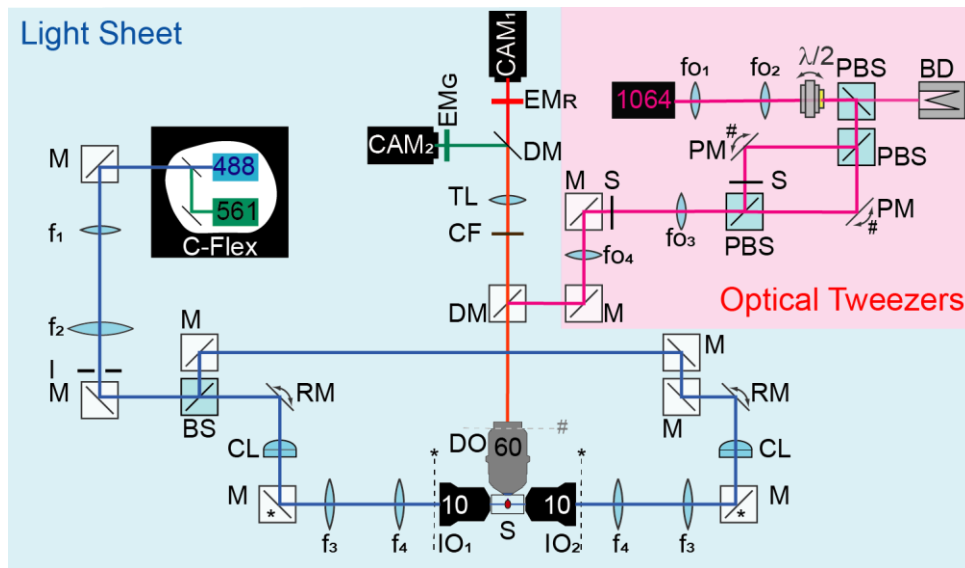 Light Sheet
CAM₁
fO₁
fO₂
λ/2
PBS
BD
1064
EMR
EMG
CAM₂
DM
#
PM
PBS
M
488
561
C-Flex
TL
M
S
S
PM
#
f₁
CF
fO₃
PBS
fO₄
DM
M
Optical Tweezers
f₂
M
M
I
M
RM
RM
BS
M
DO
60
#
CL
CL
*
*
M
*
10
10
*
M
f₃
f₄
IO₁
S
IO₂
f₄
f₃